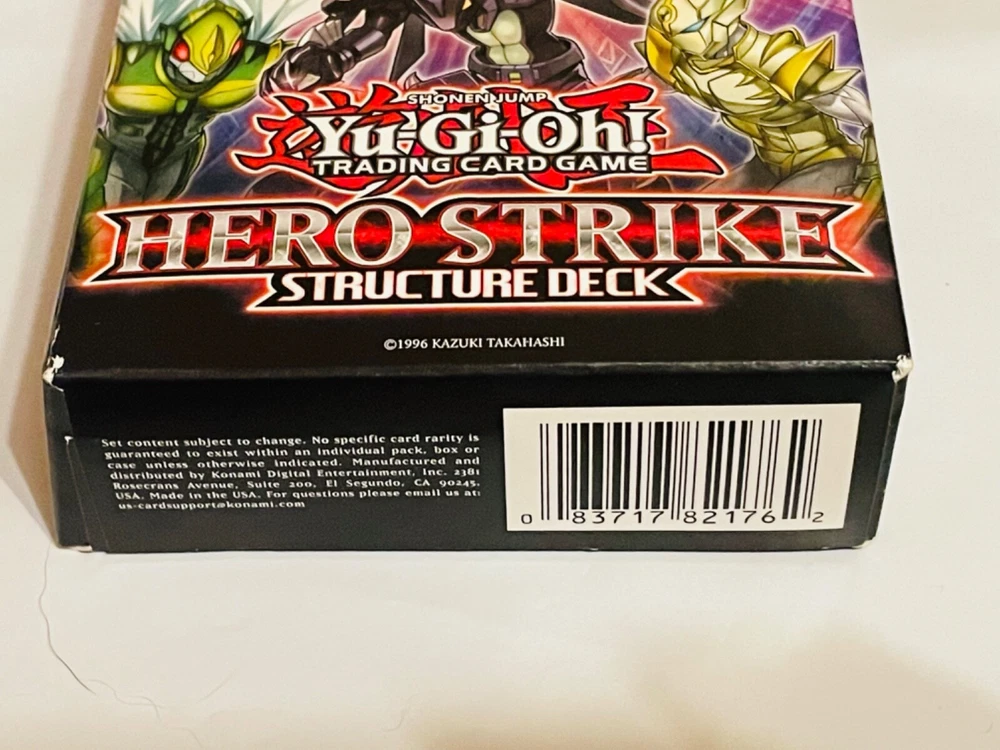 SHONEN JUMP
Yu-Gi-Oh!
TRADING CARD GAME
HERO STRIKE
STRUCTURE DECK
©1996 KAZUKI TAKAHASHI
Set content subject to change. No specific card rarity is
guaranteed to exist within an individual pack, box or
case unless otherwise indicated. Manufactured and
distributed by Konami Digital Entertainment, Inc. 2381
Rosecrans Avenue, Suite 200, El Segundo, CA 90245.
USA. Made in the USA. For questions please email us at:
us-cardsupport@konami.com
0 83717 82176 2